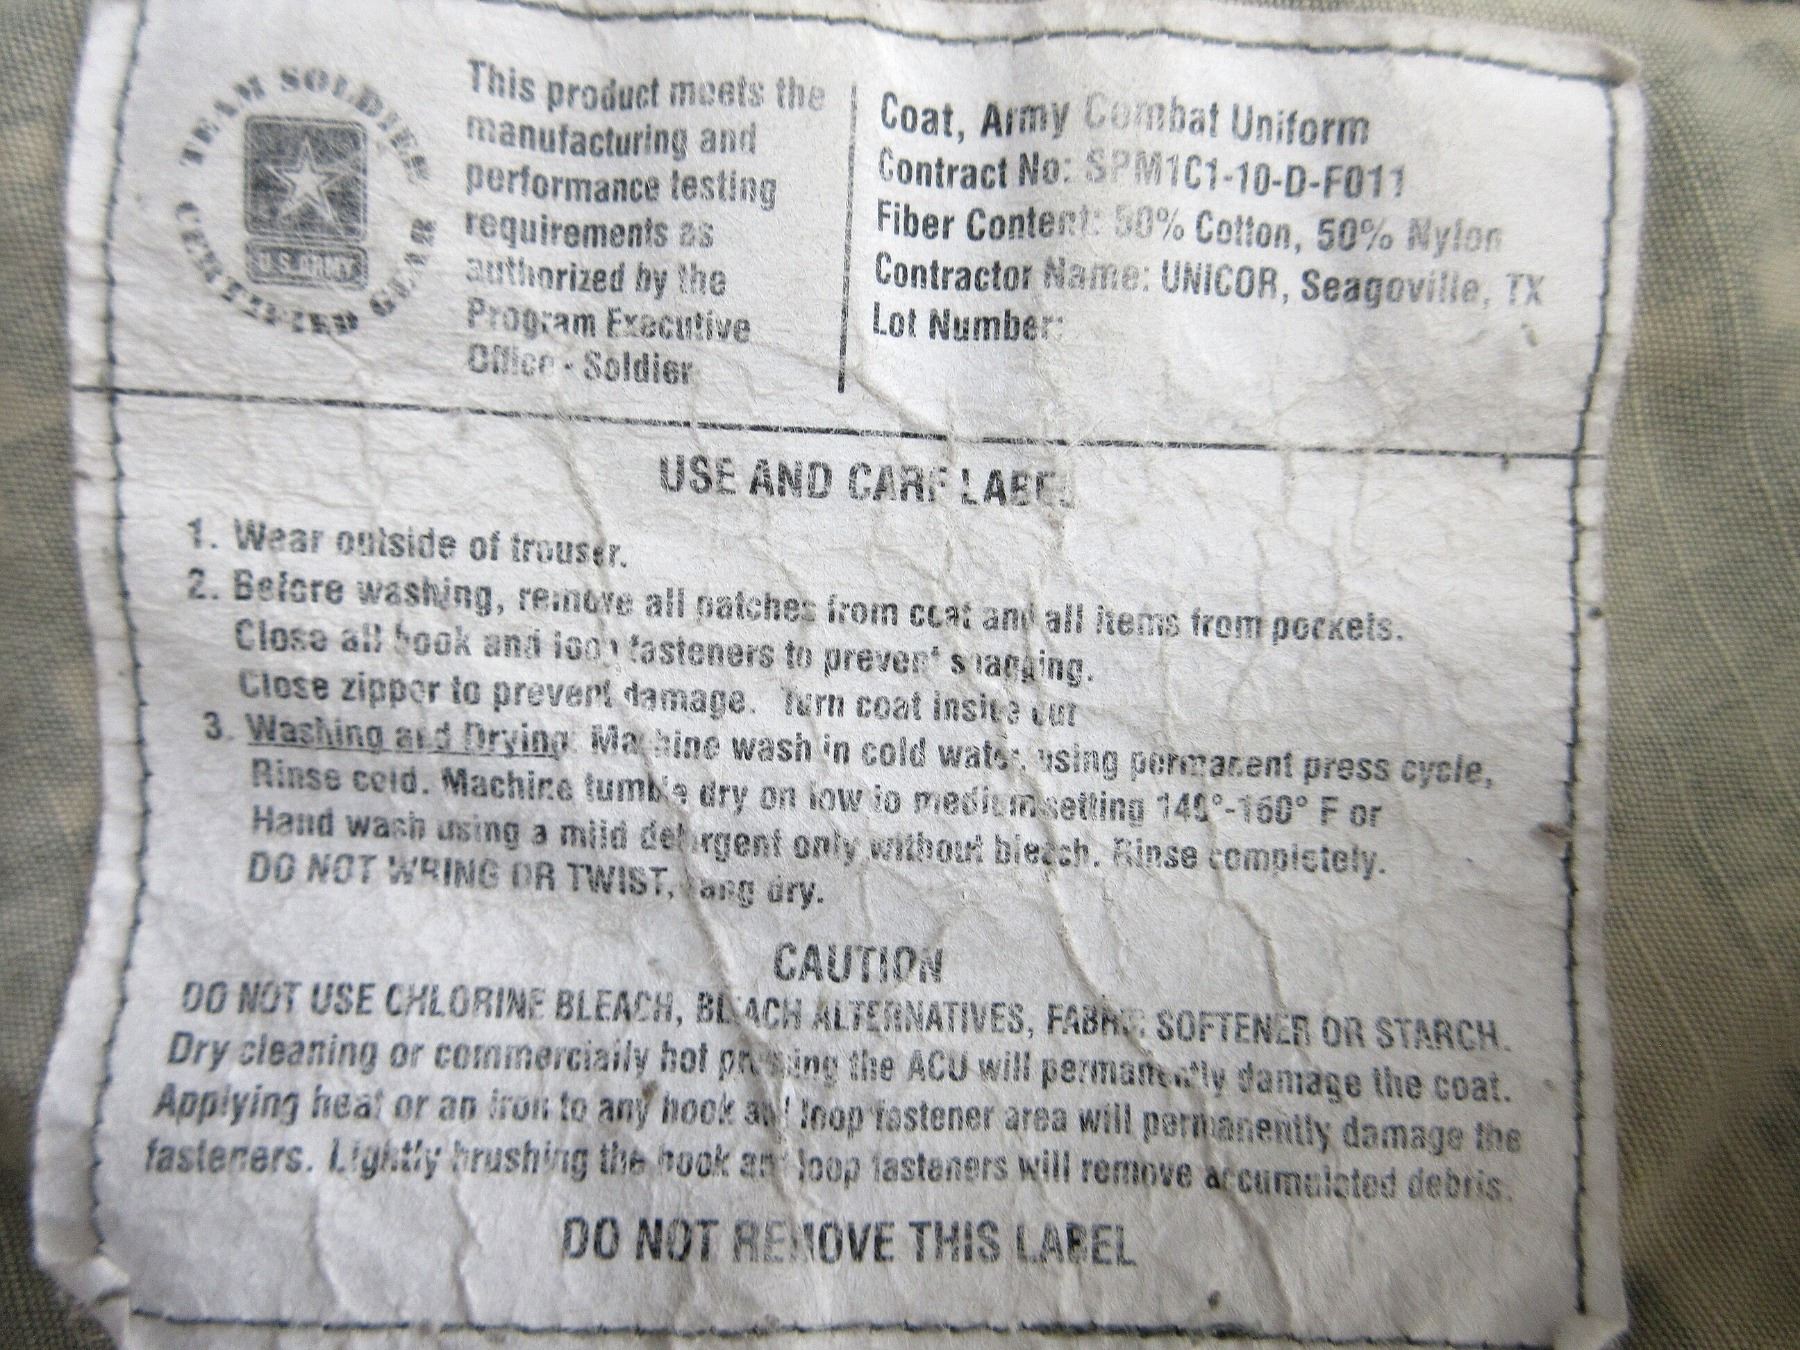 TEAM SOLDIER
CERTIFIED GEAR
U.S. ARMY
This product meets the
manufacturing and
performance testing
requirements as
authorized by the
Program Executive
Office - Soldier
Coat, Army Combat Uniform
Contract No: SPM1C1-10-D-F011
Fiber Content: 50% Cotton, 50% Nylon
Contractor Name: UNICOR, Seagoville, TX
Lot Number:
USE AND CARE LABEL
1. Wear outside of trouser.
2. Before washing, remove all patches from coat and all items from pockets.
Close all hook and loop fasteners to prevent snagging.
Close zipper to prevent damage. Turn coat inside out
3. Washing and Drying: Machine wash in cold water, using permanent press cycle,
Rinse cold. Machine tumble dry on low to medium setting 140°-160° F or
Hand wash using a mild detergent only without bleach. Rinse completely.
DO NOT WRING OR TWIST, hang dry.
CAUTION
DO NOT USE CHLORINE BLEACH, BLEACH ALTERNATIVES, FABRIC SOFTENER OR STARCH.
Dry cleaning or commercially hot pressing the ACU will permanently damage the coat.
Applying heat or an iron to any hook and loop fastener area will permanently damage the
fasteners. Lightly brushing the hook and loop fasteners will remove accumulated debris.
DO NOT REMOVE THIS LABEL